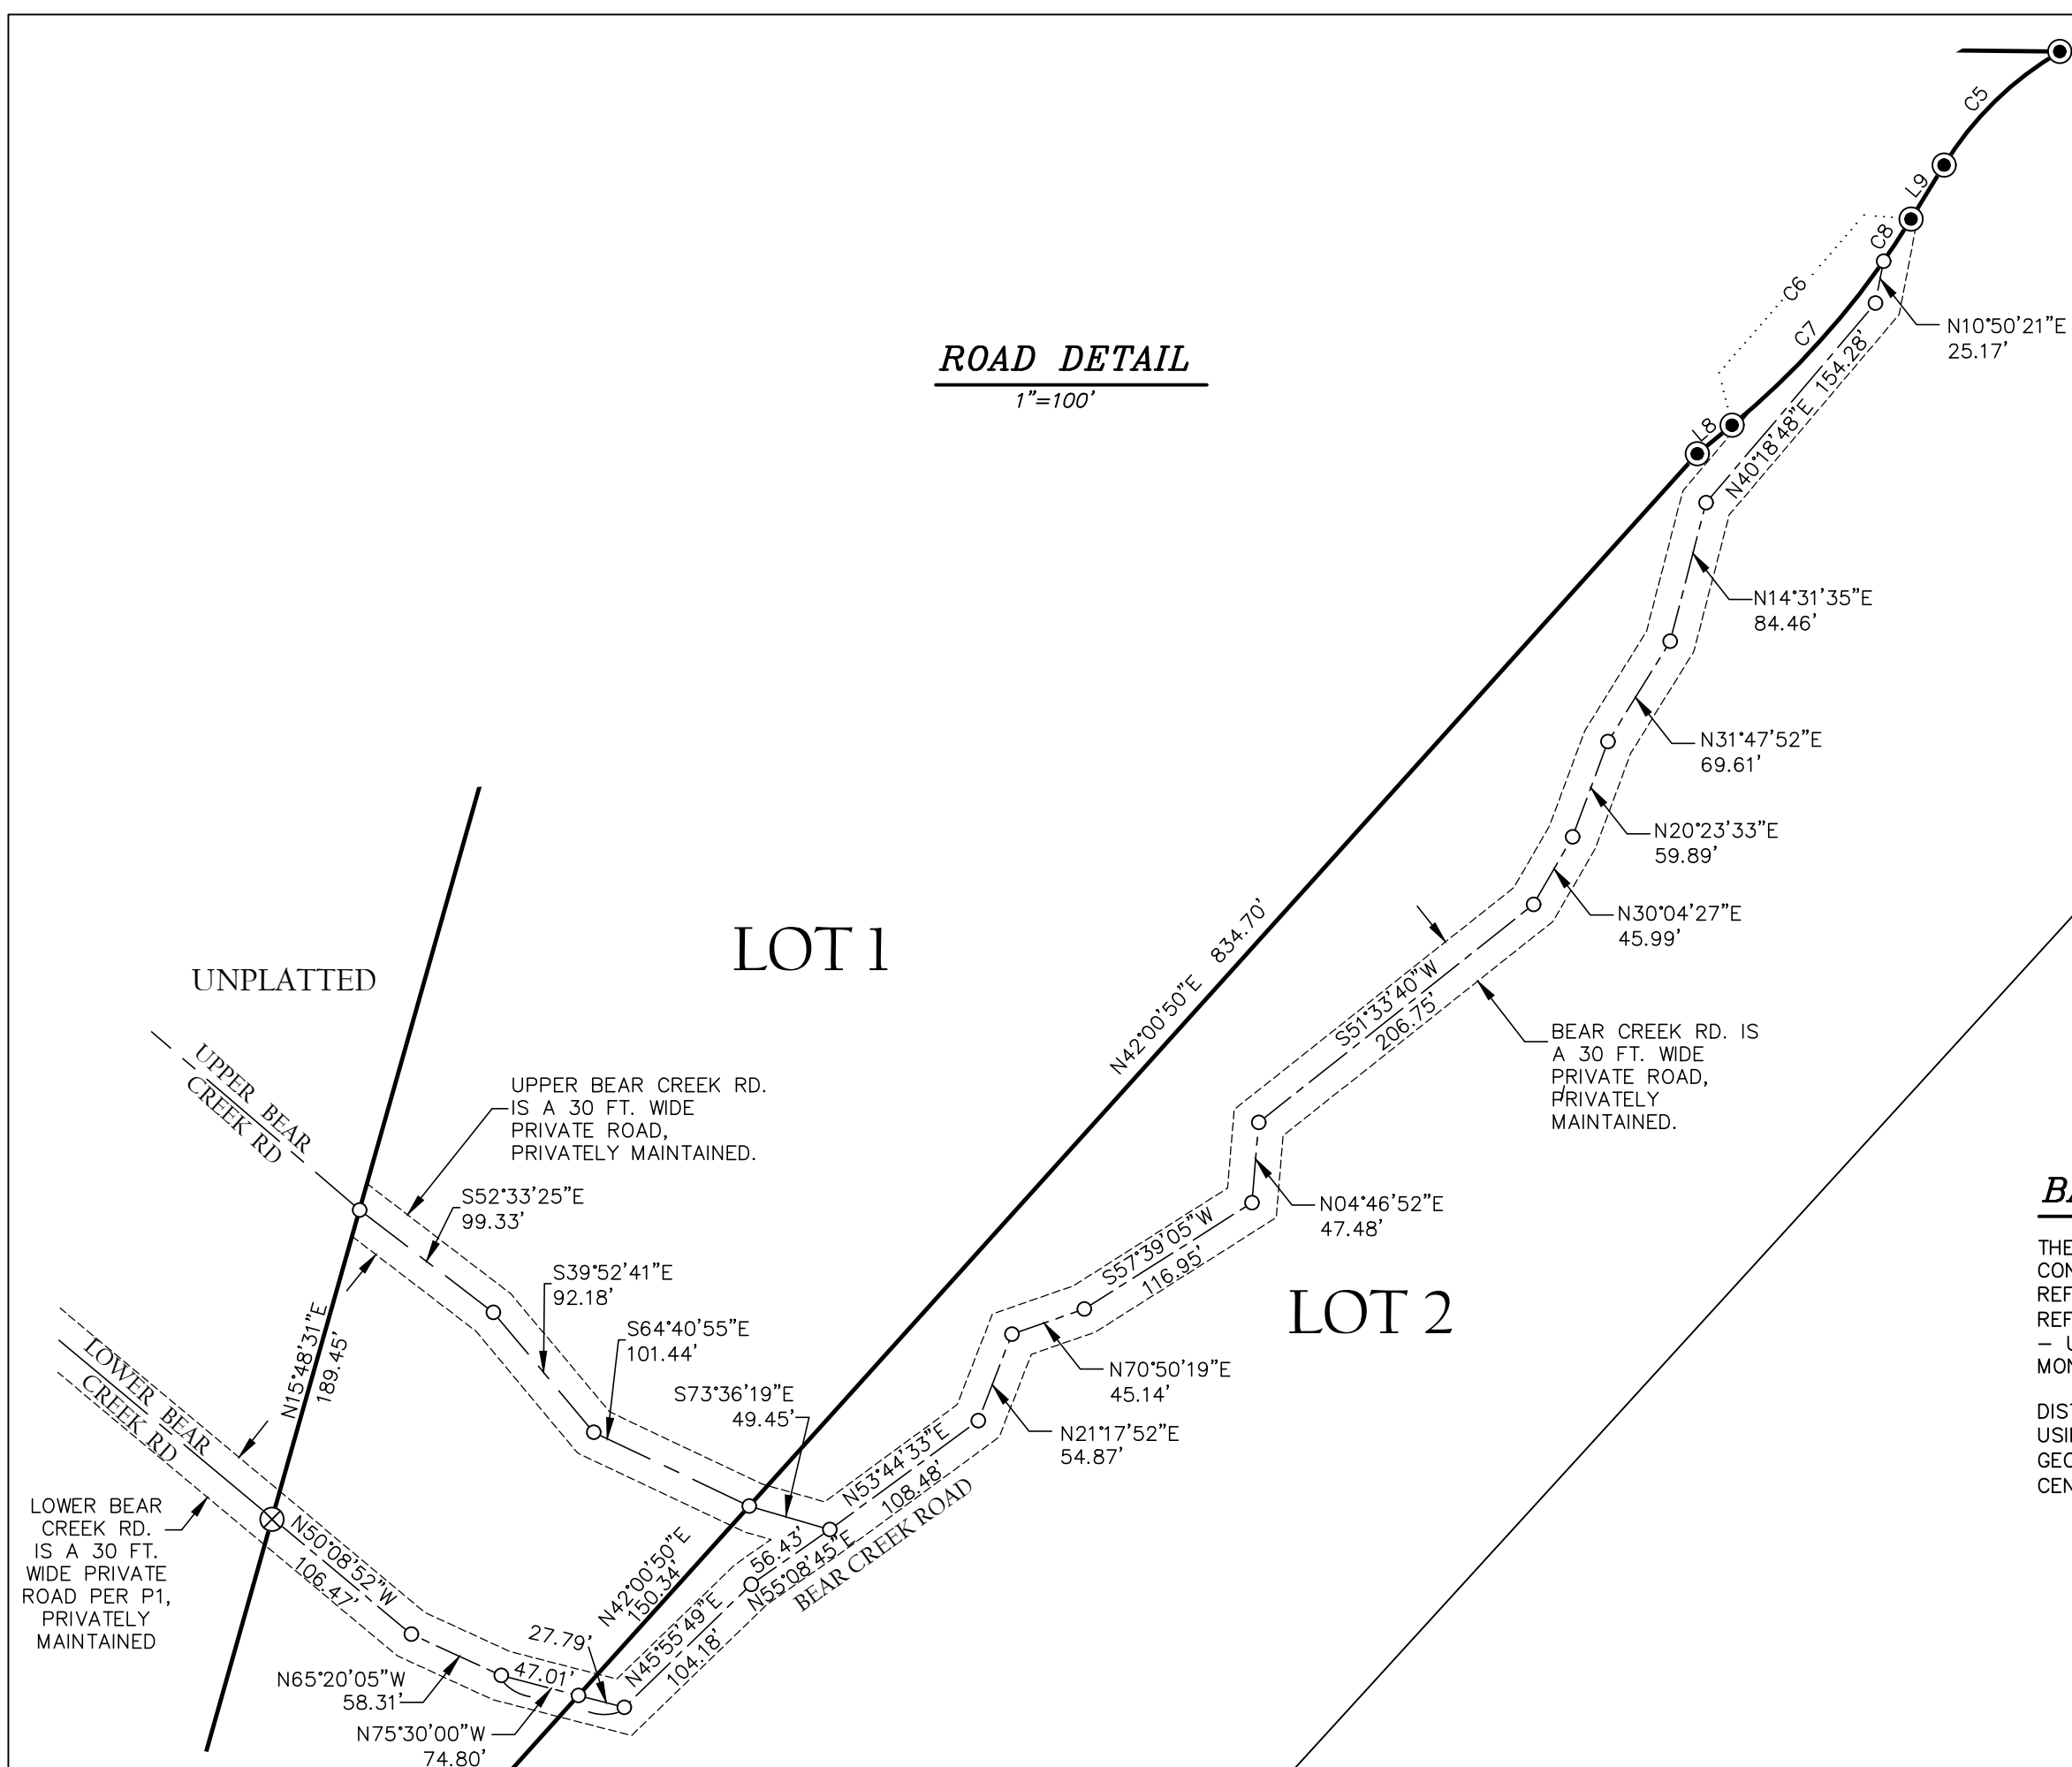 C5
L9
C8
C6
C7
N10°50'21"E
25.17'
N40°18'48"E 154.28'
L8
ROAD DETAIL
1"=100'
N14°31'35"E
84.46'
N31°47'52"E
69.61'
N20°23'33"E
59.89'
N30°04'27"E
45.99'
N42°00'50"E 834.70'
LOT 1
UNPLATTED
S51°33'40"W
206.75'
BEAR CREEK RD. IS
A 30 FT. WIDE
PRIVATE ROAD,
PRIVATELY
MAINTAINED.
UPPER BEAR
CREEK RD
UPPER BEAR CREEK RD.
IS A 30 FT. WIDE
PRIVATE ROAD,
PRIVATELY MAINTAINED.
S52°33'25"E
99.33'
N04°46'52"E
47.48'
S57°39'05"W
116.95'
LOT 2
S39°52'41"E
92.18'
S64°40'55"E
101.44'
S73°36'19"E
49.45'
N70°50'19"E
45.14'
N21°17'52"E
54.87'
N15°48'31"E
189.45'
LOWER BEAR
CREEK RD
N53°44'33"E
108.48'
BEAR CREEK ROAD
56.43'
N55°08'45"E
N42°00'50"E
150.34'
N45°55'49"E
104.18'
LOWER BEAR
CREEK RD.
IS A 30 FT.
WIDE PRIVATE
ROAD PER P1,
PRIVATELY
MAINTAINED
N50°08'52"W
106.47'
27.79'
47.01'
N65°20'05"W
58.31'
N75°30'00"W
74.80'
THE
CON
REF
REF
– U
MON
DIST
USI
GEO
CEN